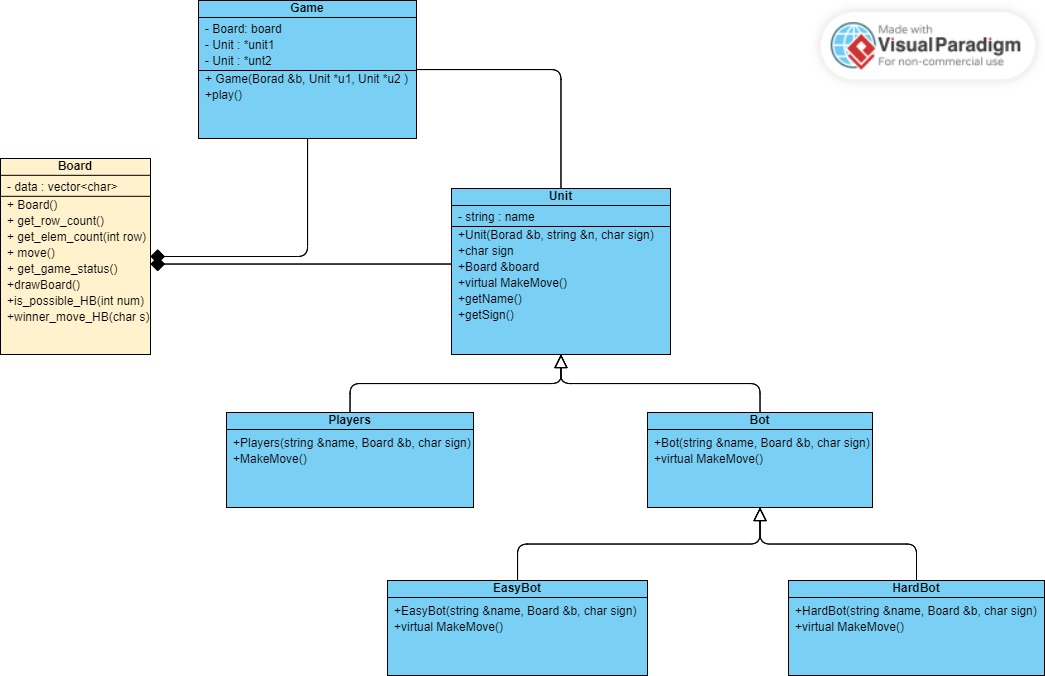 Game
- Board: board
- Unit : *unit1
- Unit : *unt2
+ Game(Borad &b, Unit *u1, Unit *u2 )
+play()
Made with
Visual Paradigm
For non-commercial use
Board
- data : vector<char>
+ Board()
+ get_row_count()
+ get_elem_count(int row)
+ move()
+ get_game_status()
+drawBoard()
+is_possible_HB(int num)
+winner_move_HB(char s)
Unit
- string : name
+Unit(Borad &b, string &n, char sign)
+char sign
+Board &board
+virtual MakeMove()
+getName()
+getSign()
Players
+Players(string &name, Board &b, char sign)
+MakeMove()
Bot
+Bot(string &name, Board &b, char sign)
+virtual MakeMove()
EasyBot
+EasyBot(string &name, Board &b, char sign)
+virtual MakeMove()
HardBot
+HardBot(string &name, Board &b, char sign)
+virtual MakeMove()